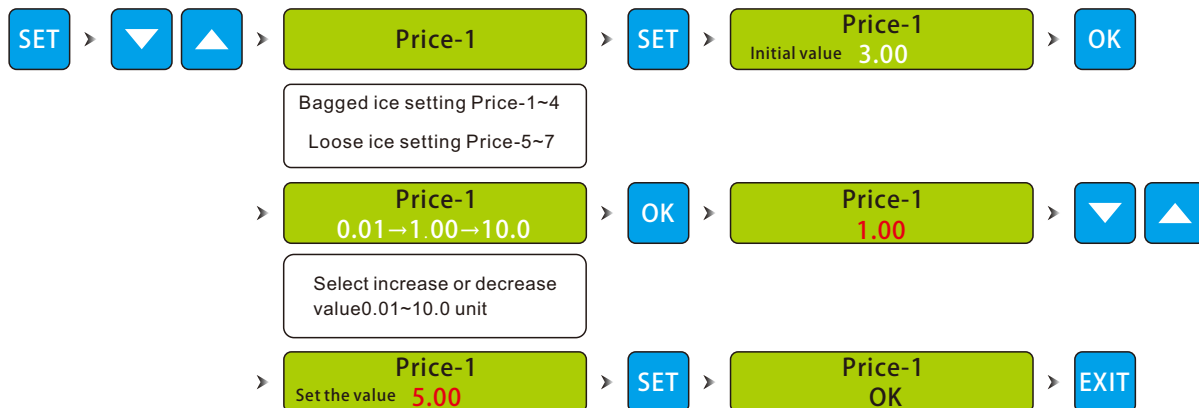 SET
Price-1
SET
Price-1
Initial value 3.00
OK
Bagged ice setting Price-1~4
Loose ice setting Price-5~7
Price-1
0.01→1.00→10.0
OK
Price-1
1.00
Select increase or decrease
value0.01~10.0 unit
Price-1
Set the value 5.00
SET
Price-1
OK
EXIT